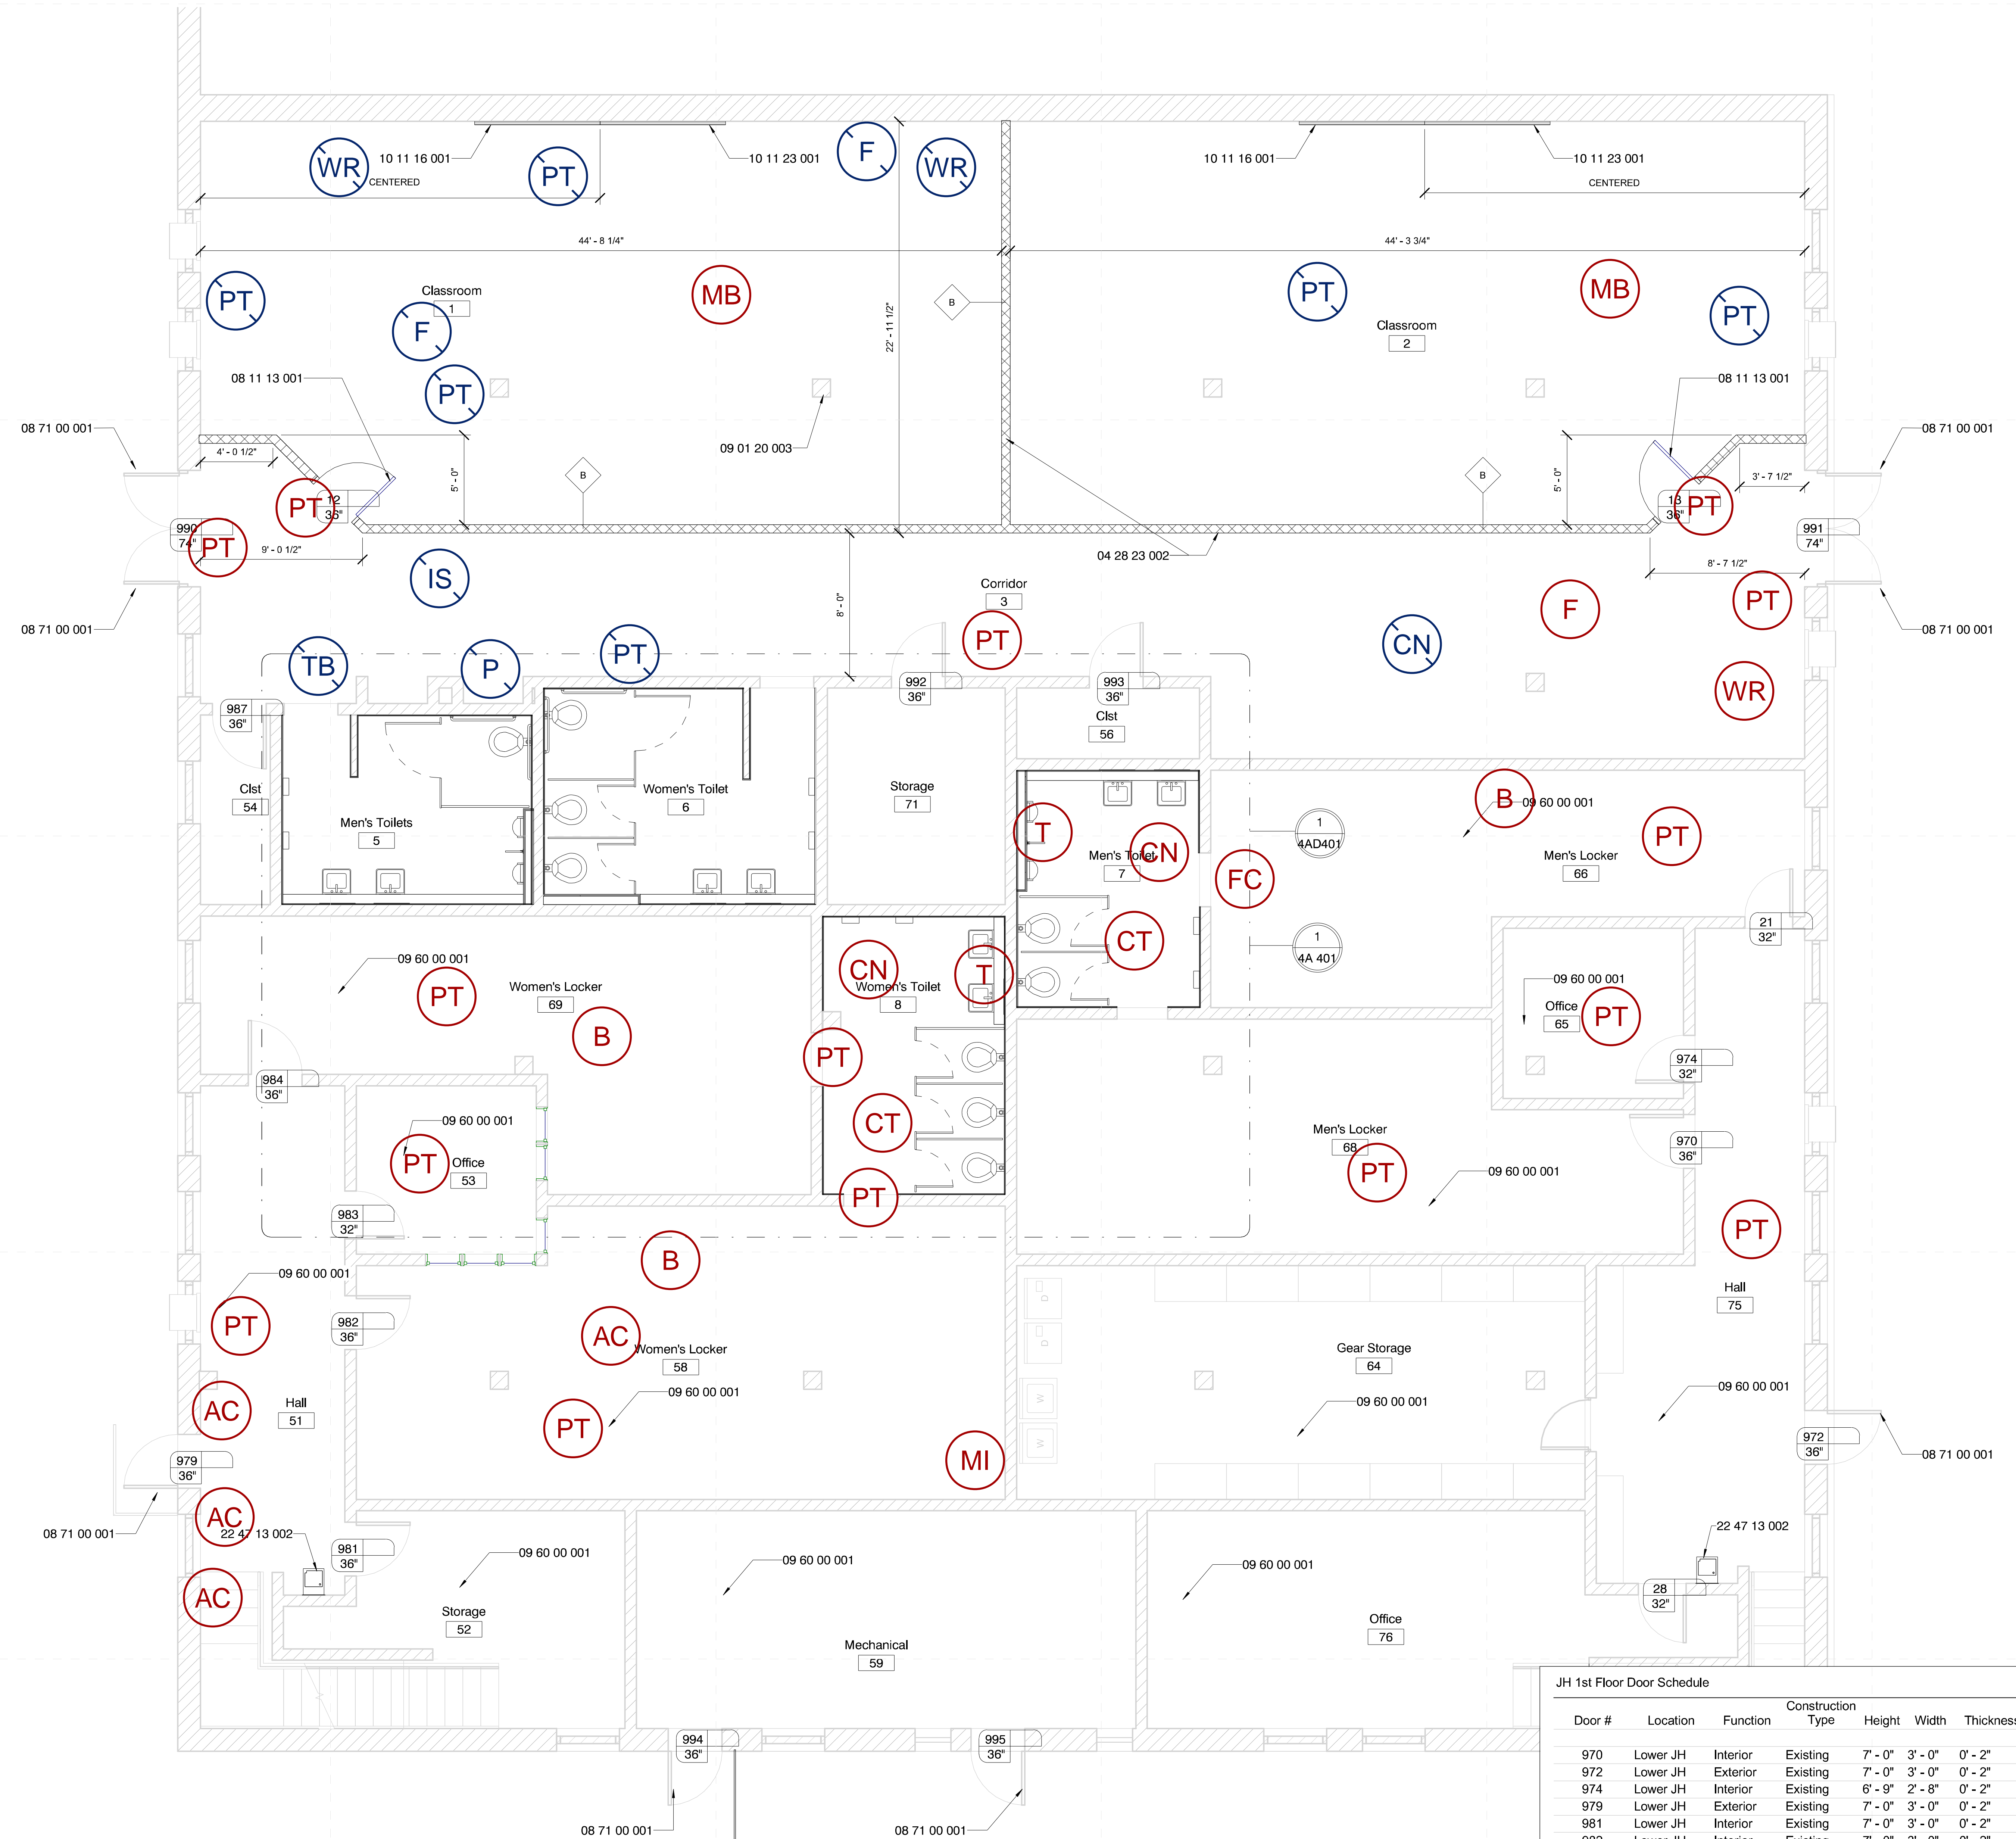 WR
10 11 16 001
PT
10 11 23 001
F
WR
10 11 16 001
10 11 23 001
CENTERED
CENTERED
44' - 8 1/4"
44' - 3 3/4"
22' - 11 1/2"
PT
Classroom
1
F
MB
B
PT
MB
PT
Classroom
2
08 11 13 001
PT
08 11 13 001
08 71 00 001
09 01 20 003
08 71 00 001
4' - 0 1/2"
5' - 0"
B
B
5' - 0"
3' - 7 1/2"
PT
12
36"
13
36"
PT
990
74"
PT
9' - 0 1/2"
991
74"
04 28 23 002
8' - 7 1/2"
IS
Corridor
3
8' - 0"
F
PT
08 71 00 001
08 71 00 001
TB
P
PT
PT
CN
WR
992
36"
993
36"
987
36"
Clst
56
Clst
54
Women's Toilet
6
Storage
71
Men's Toilets
5
T
Men's Toilet
7
CN
FC
1
4AD401
B
09 60 00 001
PT
Men's Locker
66
21
32"
CT
1
4A 401
09 60 00 001
PT
Women's Locker
69
B
CN
T
Women's Toilet
8
09 60 00 001
Office
65
PT
PT
974
32"
984
36"
09 60 00 001
PT
Office
53
CT
Men's Locker
68
PT
09 60 00 001
970
36"
PT
983
32"
PT
B
09 60 00 001
PT
982
36"
AC
Women's Locker
58
09 60 00 001
PT
D
D
W
W
Gear Storage
64
09 60 00 001
Hall
75
09 60 00 001
AC
Hall
51
MI
979
36"
972
36"
08 71 00 001
AC
08 71 00 001
22 47 13 002
981
36"
09 60 00 001
09 60 00 001
09 60 00 001
22 47 13 002
AC
Storage
52
Mechanical
59
Office
76
28
32"
994
36"
995
36"
08 71 00 001
08 71 00 001
JH 1st Floor Door Schedule
Door # Location Function Construction Type Height Width Thickness
970 Lower JH Interior Existing 7' - 0" 3' - 0" 0' - 2"
972 Lower JH Exterior Existing 7' - 0" 3' - 0" 0' - 2"
974 Lower JH Interior Existing 6' - 9" 2' - 8" 0' - 2"
979 Lower JH Exterior Existing 7' - 0" 3' - 0" 0' - 2"
981 Lower JH Interior Existing 7' - 0" 3' - 0" 0' - 2"